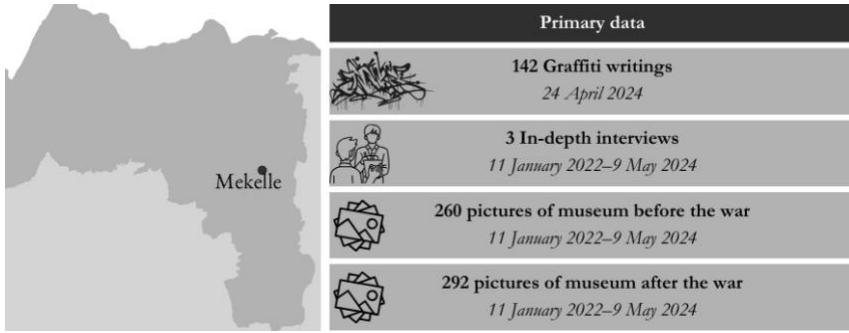 Mekelle
Primary data
142 Graffiti writings
24 April 2024
3 In-depth interviews
11 January 2022–9 May 2024
260 pictures of museum before the war
11 January 2022–9 May 2024
292 pictures of museum after the war
11 January 2022–9 May 2024